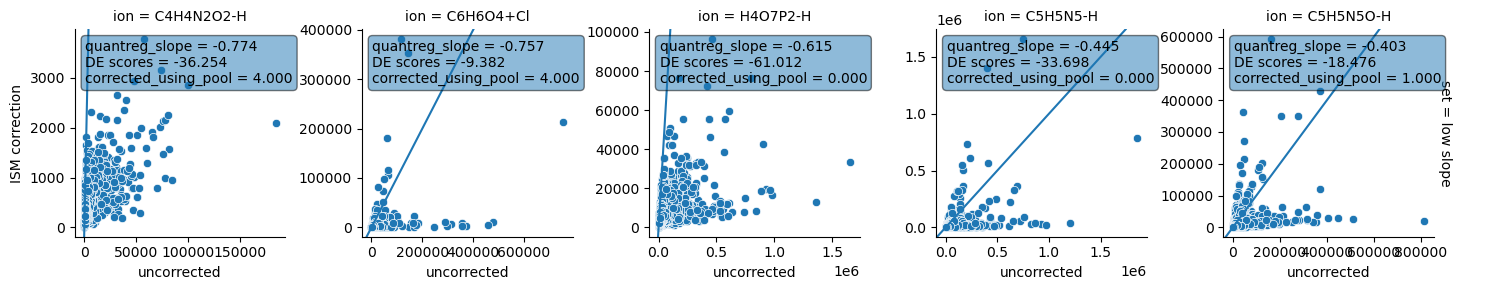 ion = C4H4N2O2-H
quantreg_slope = -0.774
DE scores = -36.254
corrected_using_pool = 4.000
3000
2000
1000
0
ISM correction
0
50000
100000
150000
uncorrected
ion = C6H6O4+Cl
quantreg_slope = -0.757
DE scores = -9.382
corrected_using_pool = 4.000
400000
300000
200000
100000
0
0
200000
400000
600000
uncorrected
ion = H4O7P2-H
quantreg_slope = -0.615
DE scores = -61.012
corrected_using_pool = 0.000
100000
80000
60000
40000
20000
0
0.0
0.5
1.0
1.5
1e6
uncorrected
ion = C5H5N5-H
1e6
quantreg_slope = -0.445
DE scores = -33.698
corrected_using_pool = 0.000
1.5
1.0
0.5
0.0
0.0
0.5
1.0
1.5
1e6
uncorrected
ion = C5H5N5O-H
quantreg_slope = -0.403
DE scores = -18.476
corrected_using_pool = 1.000
600000
500000
400000
300000
200000
100000
0
0
200000
400000
600000
800000
uncorrected
set = low slope